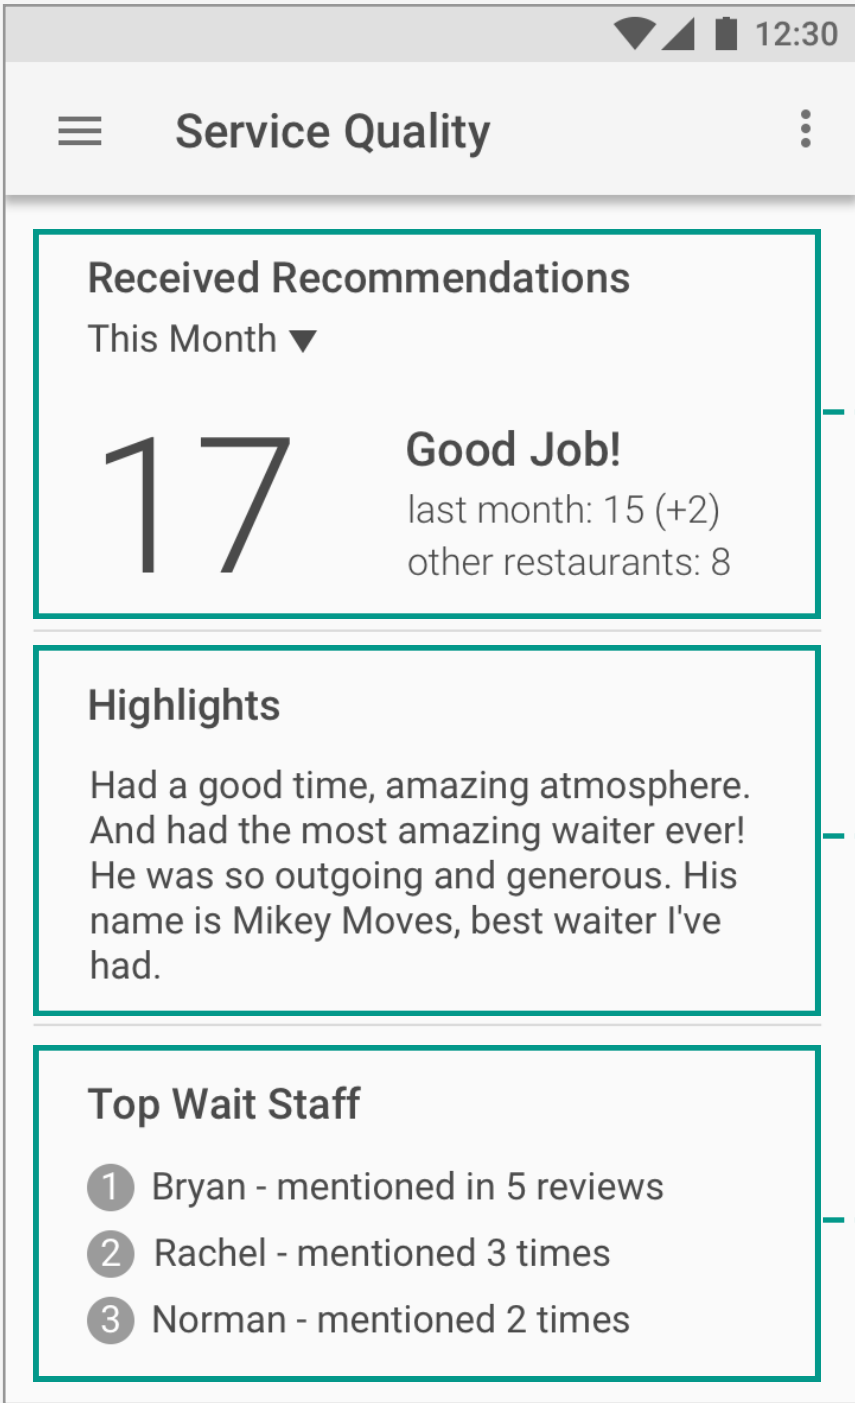 12:30
Service Quality
Received Recommendations
This Month ▼
17
Good Job!
last month: 15 (+2)
other restaurants: 8
Highlights
Had a good time, amazing atmosphere.
And had the most amazing waiter ever!
He was so outgoing and generous. His
name is Mikey Moves, best waiter I've
had.
Top Wait Staff
1 Bryan - mentioned in 5 reviews
2 Rachel - mentioned 3 times
3 Norman - mentioned 2 times